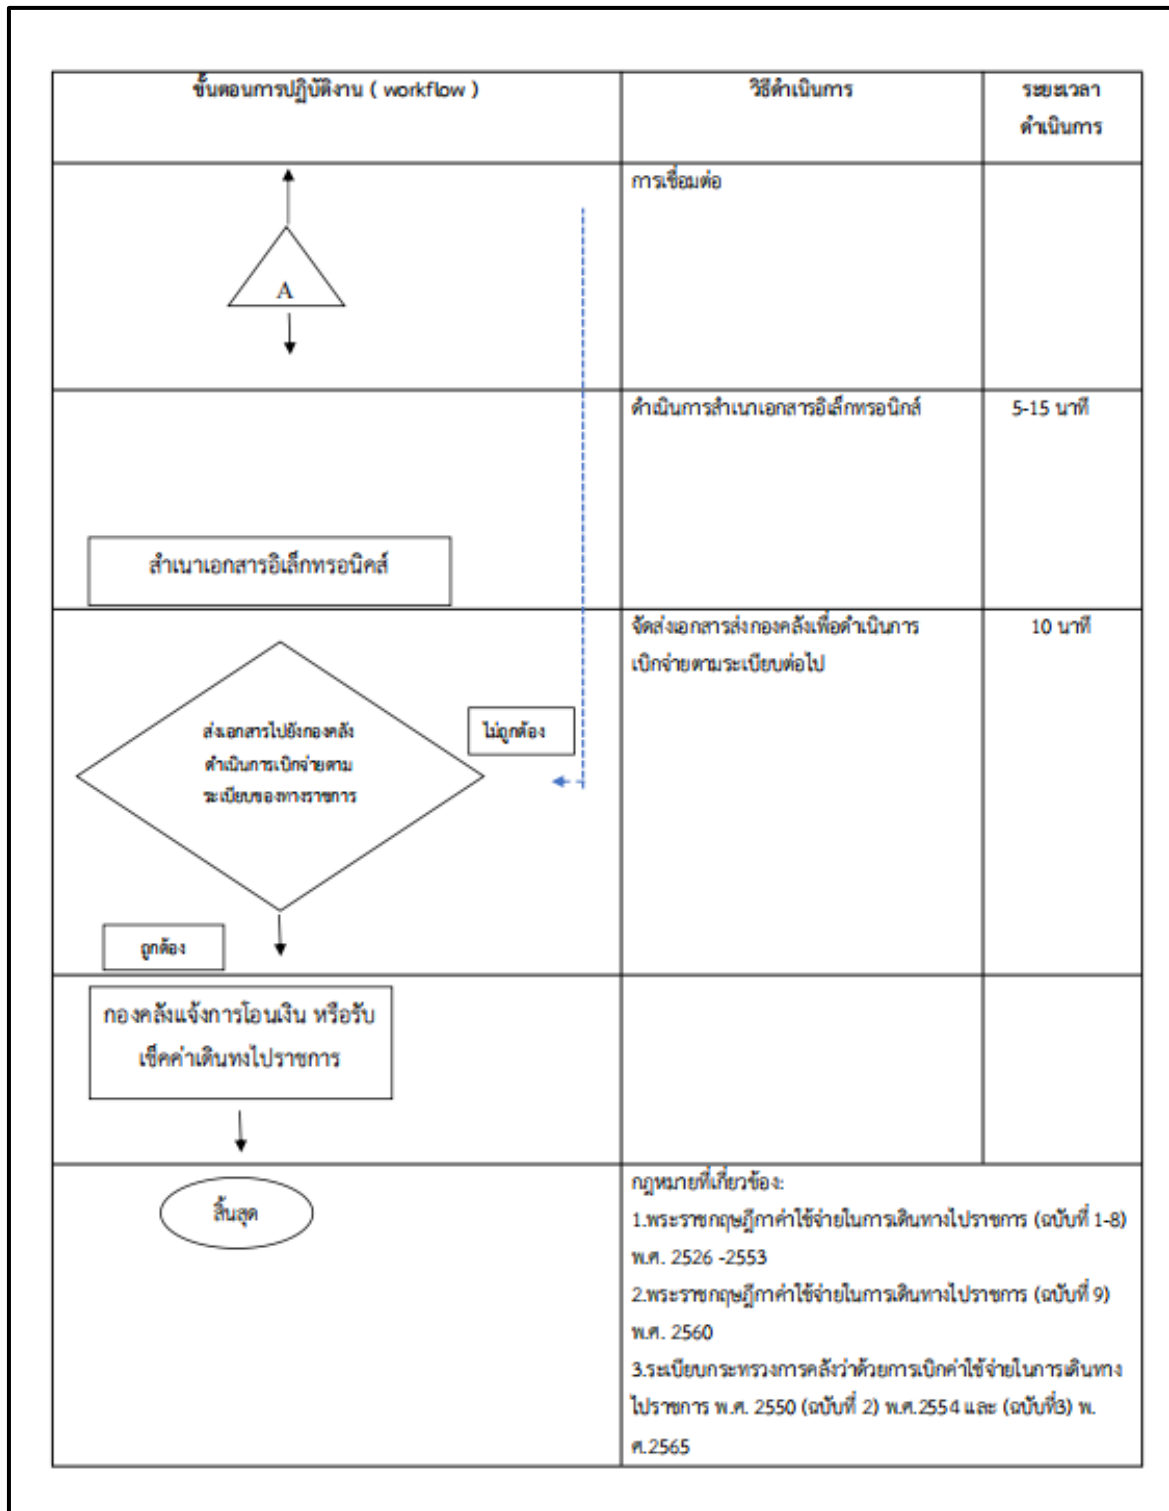 ขั้นตอนการปฏิบัติงาน ( workflow )
วิธีดำเนินการ
ระยะเวลา
ดำเนินการ
การเชื่อมต่อ
A
ดำเนินการสำเนาเอกสารอิเล็กทรอนิกส์
5-15 นาที
สำเนาเอกสารอิเล็กทรอนิคส์
จัดส่งเอกสารส่งกองคลังเพื่อดำเนินการ
เบิกจ่ายตามระเบียบต่อไป
10 นาที
ส่งเอกสารไปยังกองคลัง
ดำเนินการเบิกจ่ายตาม
ระเบียบของทางราชการ
ไม่ถูกต้อง
ถูกต้อง
กองคลังแจ้งการโอนเงิน หรือรับ
เช็คค่าเดินทงไปราชการ
สิ้นสุด
กฎหมายที่เกี่ยวข้อง:
1.พระราชกฤษฎีกาค่าใช้จ่ายในการเดินทางไปราชการ (ฉบับที่ 1-8)
พ.ศ. 2526 -2553
2.พระราชกฤษฎีกาค่าใช้จ่ายในการเดินทางไปราชการ (ฉบับที่ 9)
พ.ศ. 2560
3.ระเบียบกระทรวงการคลังว่าด้วยการเบิกค่าใช้จ่ายในการเดินทาง
ไปราชการ พ.ศ. 2550 (ฉบับที่ 2) พ.ศ.2554 และ (ฉบับที่3) พ.
ศ.2565